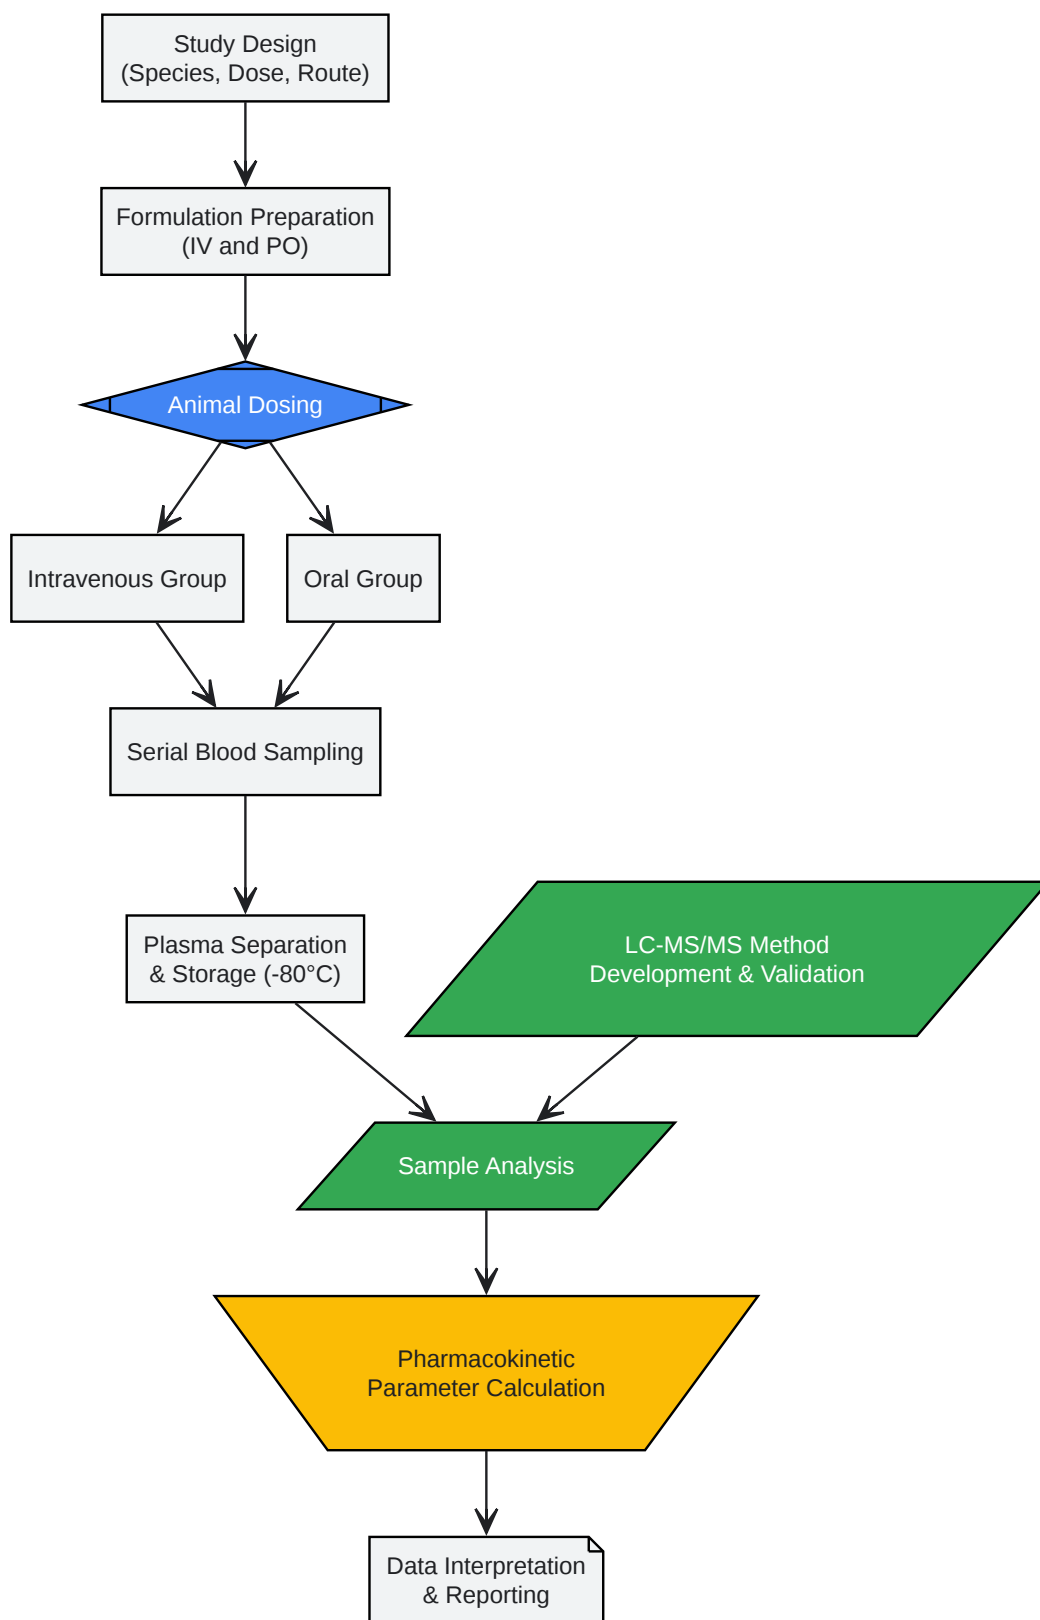 Study Design
(Species, Dose, Route)
Formulation Preparation
(IV and PO)
Animal Dosing
Intravenous Group
Oral Group
Serial Blood Sampling
Plasma Separation
& Storage (-80°C)
LC-MS/MS Method
Development & Validation
Sample Analysis
Pharmacokinetic
Parameter Calculation
Data Interpretation
& Reporting